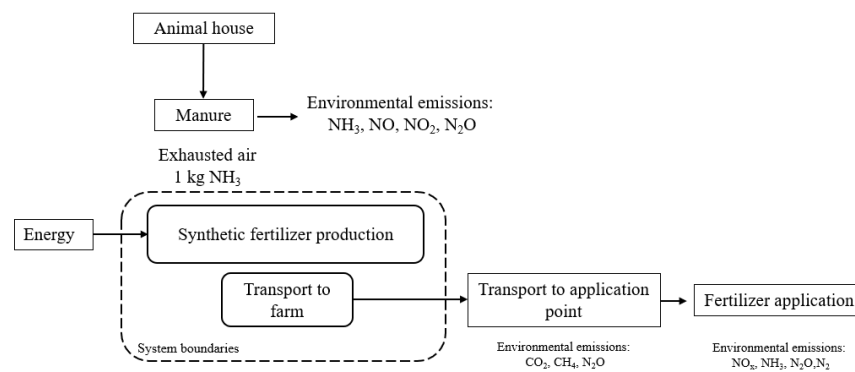 Animal house
Manure
Environmental emissions:
NH₃, NO, NO₂, N₂O
Exhausted air
1 kg NH₃
Energy
Synthetic fertilizer production
Transport to
farm
System boundaries
Transport to application
point
Environmental emissions:
CO₂, CH₄, N₂O
Fertilizer application
Environmental emissions:
NOₓ, NH₃, N₂O,N₂